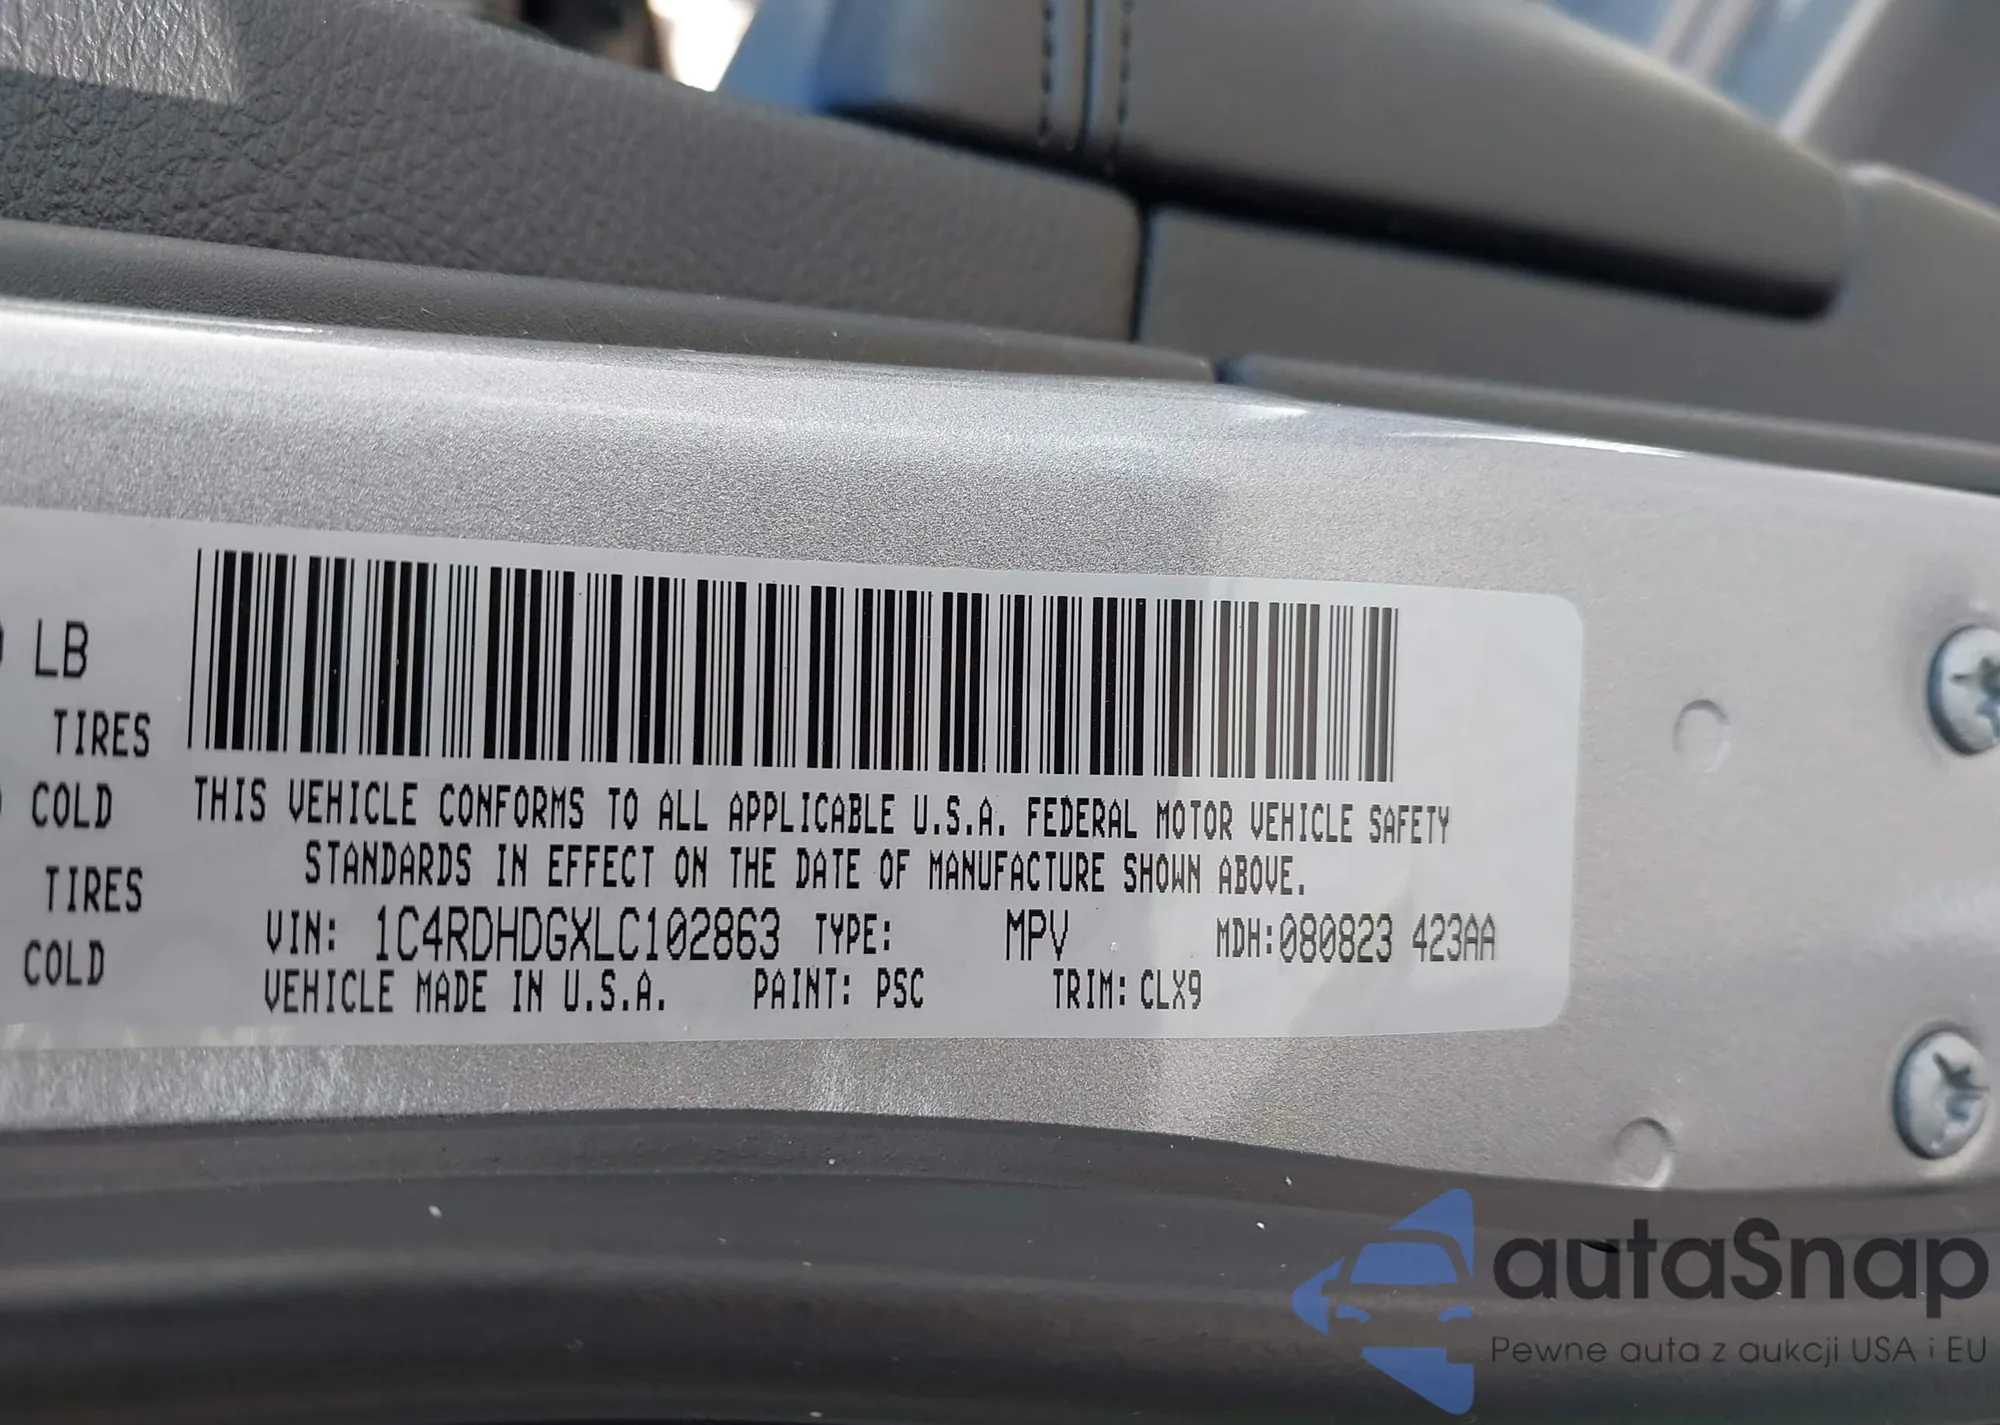 LB
TIRES
COLD
TIRES
COLD
THIS VEHICLE CONFORMS TO ALL APPLICABLE U.S.A. FEDERAL MOTOR VEHICLE SAFETY
STANDARDS IN EFFECT ON THE DATE OF MANUFACTURE SHOWN ABOVE.
VIN: 1C4RDHDGXLC102863 TYPE: MPV MDH:080823 423AA
VEHICLE MADE IN U.S.A. PAINT: PSC TRIM: CLX9
autaSnap
Pewne auta z aukcji USA i EU